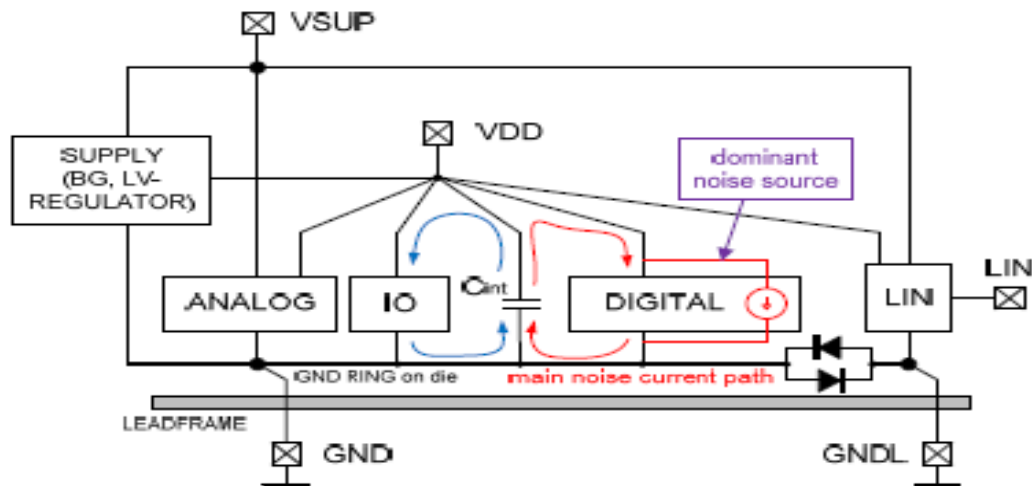 VSUP
VDD
SUPPLY
(BG, LV-
REGULATOR)
dominant
noise source
ANALOG
IO
Cint
DIGITAL
LIN
LIN
GND RING on die
main noise current path
LEADFRAME
GND
GNDL